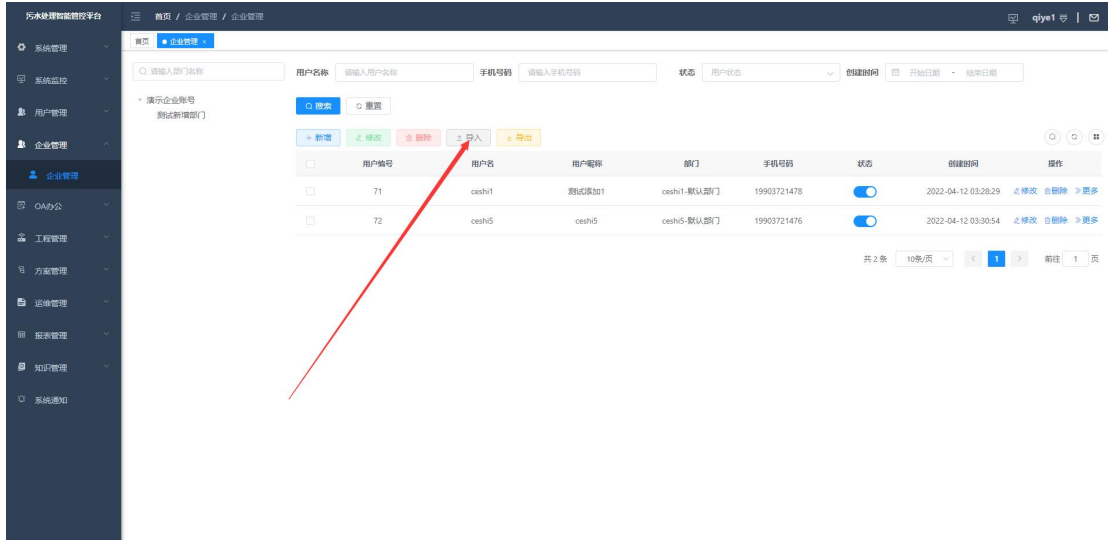 污水处理智能管控平台
首页 / 企业管理 / 企业管理
qiye1
系统管理
系统监控
用户管理
企业管理
企业管理
OA办公
工程管理
方案管理
运维管理
报表管理
知识管理
系统通知
首页 企业管理 ×
请输入部门名称
演示企业账号
测试新增部门
用户名称 请输入用户名称 手机号码 请输入手机号码 状态 用户状态 创建时间 开始日期 - 结束日期
搜索 重置
+ 新增 修改 删除 导入 导出
用户编号 用户名 用户昵称 部门 手机号码 状态 创建时间 操作
71 ceshi1 测试添加1 ceshi1-默认部门 19903721478 2022-04-12 03:28:29 修改 删除 更多
72 ceshi5 ceshi5 ceshi5-默认部门 19903721476 2022-04-12 03:30:54 修改 删除 更多
共 2 条 10条/页 < 1 > 前往 1 页